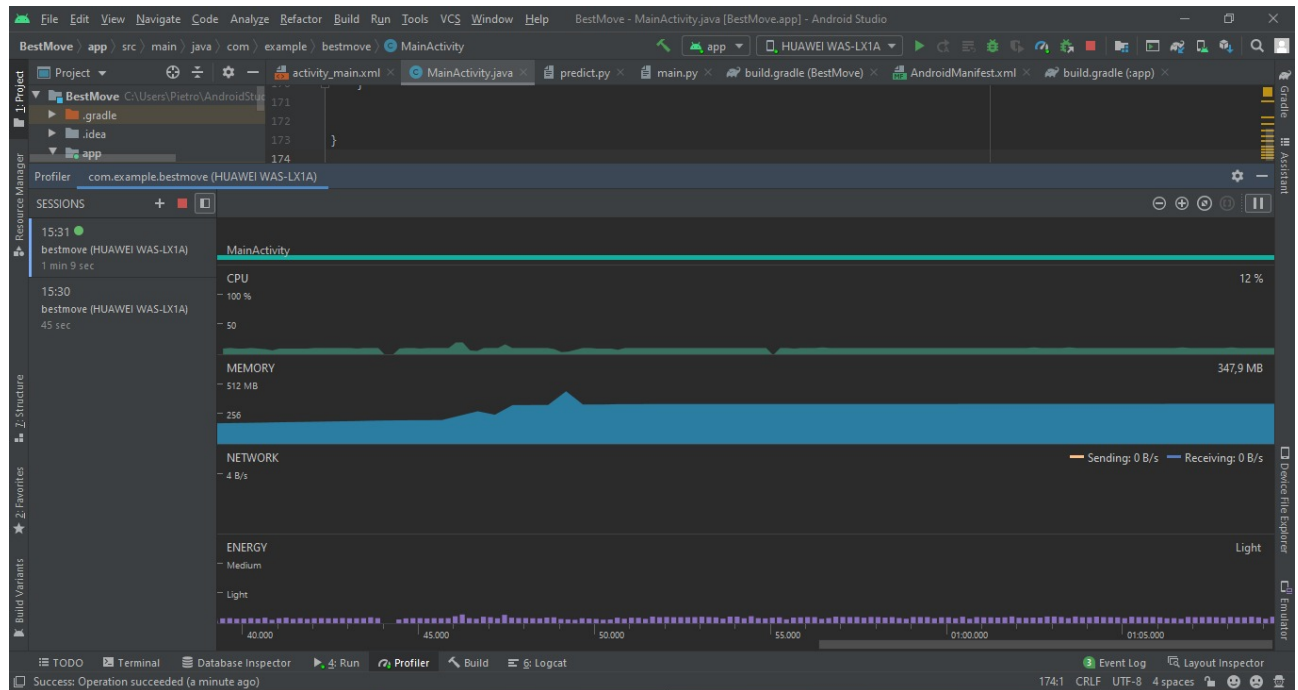 File Edit View Navigate Code Analyze Refactor Build Run Tools VCS Window Help BestMove - MainActivity.java [BestMove.app] - Android Studio
BestMove app src main java com example bestmove MainActivity app HUAWEI WAS-LX1A
Project activity_main.xml MainActivity.java predict.py main.py build.gradle (BestMove) AndroidManifest.xml build.gradle (:app)
BestMove C:\Users\Pietro\AndroidStud 171
.gradle 172
.idea 173 }
app 174
Profiler com.example.bestmove (HUAWEI WAS-LX1A)
SESSIONS
15:31
bestmove (HUAWEI WAS-LX1A)
1 min 9 sec
15:30
bestmove (HUAWEI WAS-LX1A)
45 sec
MainActivity
CPU 12 %
100 %
50
MEMORY 347,9 MB
512 MB
256
NETWORK Sending: 0 B/s Receiving: 0 B/s
4 B/s
ENERGY Light
Medium
Light
40.000 45.000 50.000 55.000 01:00.000 01:05.000
1: Project
Resource Manager
7: Structure
2: Favorites
Build Variants
Gradle
Assistant
Device File Explorer
Emulator
TODO Terminal Database Inspector 4: Run Profiler Build 6: Logcat 3 Event Log Layout Inspector
Success: Operation succeeded (a minute ago) 174:1 CRLF UTF-8 4 spaces